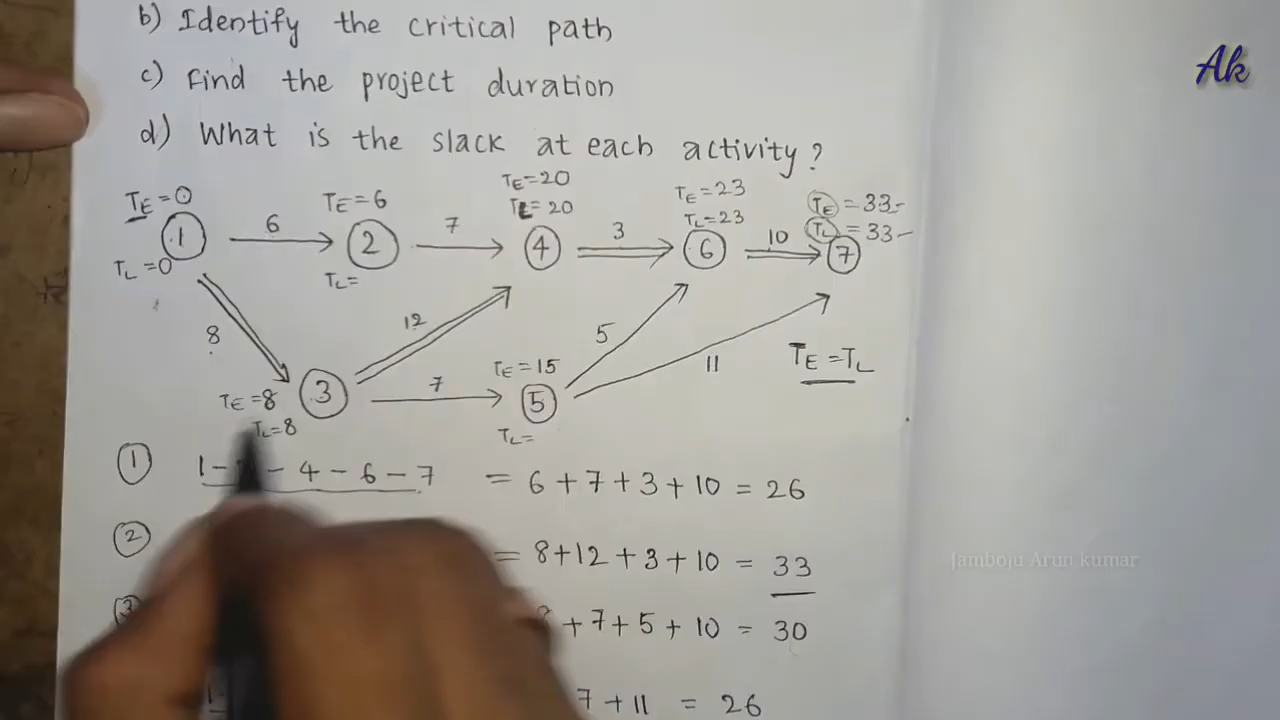 b) Identify the critical path
Ak
c) Find the project duration
d) What is the slack at each activity?
TE=0 TE=6 TE=20 TL=20 TE=23 TL=23 TE=33 TL=33
1 6 2 7 4 3 6 10 7
TL=0 TL=
8 12 5 11 TE=TL
TE=8 TL=8 3 7 TE=15 5
TL=
1 1- - 4 - 6 - 7 = 6+7+3+10 = 26
2 = 8+12+3+10 = 33
Jamboju Arun kumar
3 +7+5+10 = 30
7+11 = 26